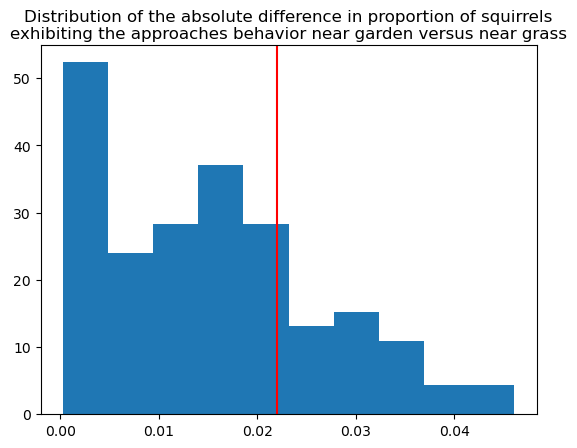 Distribution of the absolute difference in proportion of squirrels
exhibiting the approaches behavior near garden versus near grass
50
40
30
20
10
0
0.00 0.01 0.02 0.03 0.04